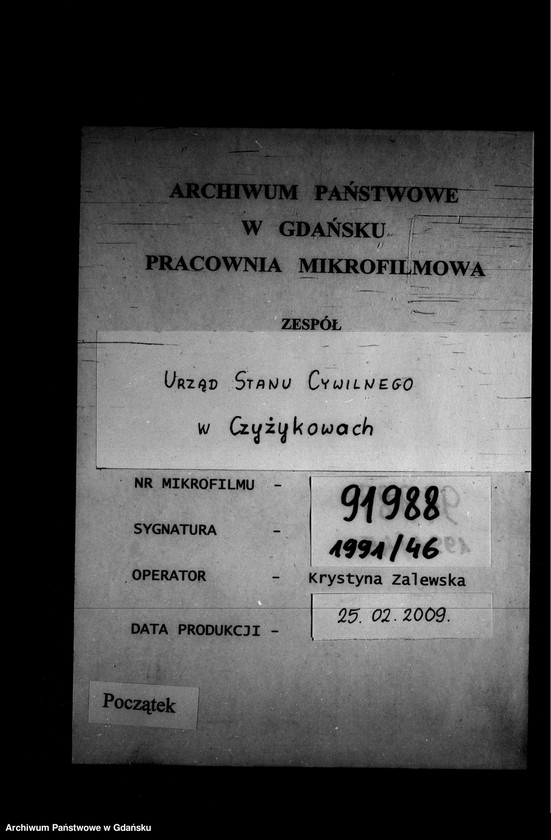 ARCHIWUM PAŃSTWOWE
W GDAŃSKU
PRACOWNIA MIKROFILMOWA
ZESPÓŁ
Urząd Stanu Cywilnego
w Czyżykowach
NR MIKROFILMU - 91988
SYGNATURA - 1991/46
OPERATOR - Krystyna Zalewska
DATA PRODUKCJI - 25.02.2009.
Początek
Archiwum Państwowe w Gdańsku